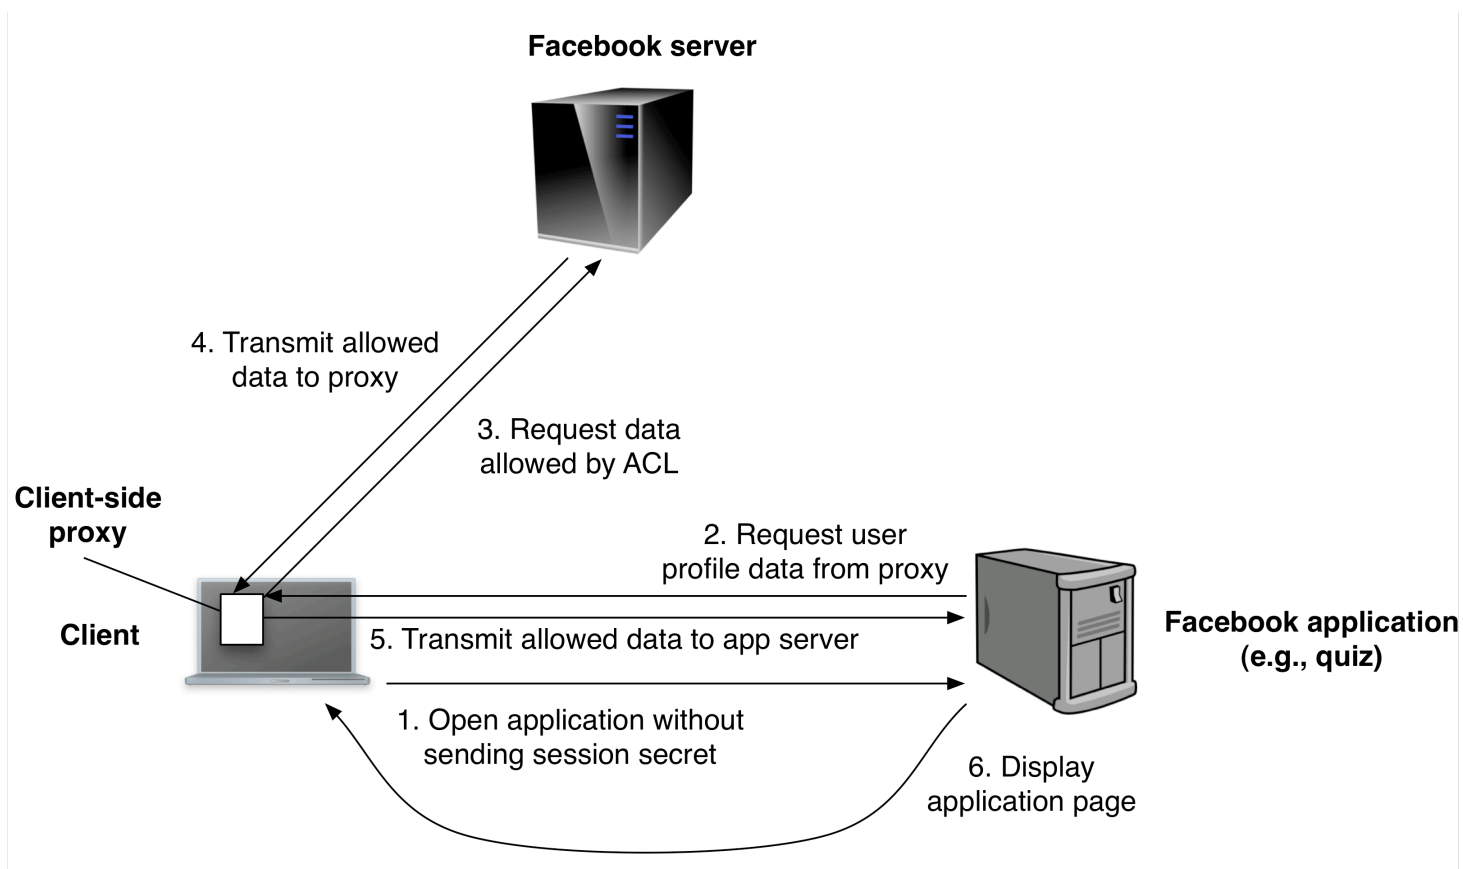 Facebook server
4. Transmit allowed
data to proxy
3. Request data
allowed by ACL
Client-side
proxy
2. Request user
profile data from proxy
Client
5. Transmit allowed data to app server
Facebook application
(e.g., quiz)
1. Open application without
sending session secret
6. Display
application page